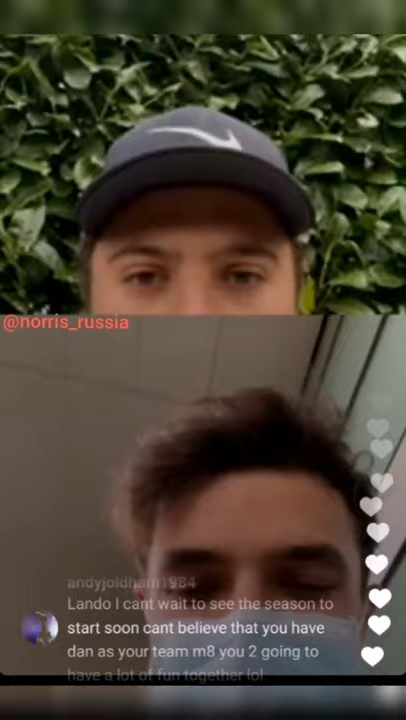 @norris_russia
andyjoldham1984
Lando I cant wait to see the season to
start soon cant believe that you have
dan as your team m8 you 2 going to
have a lot of fun together lol